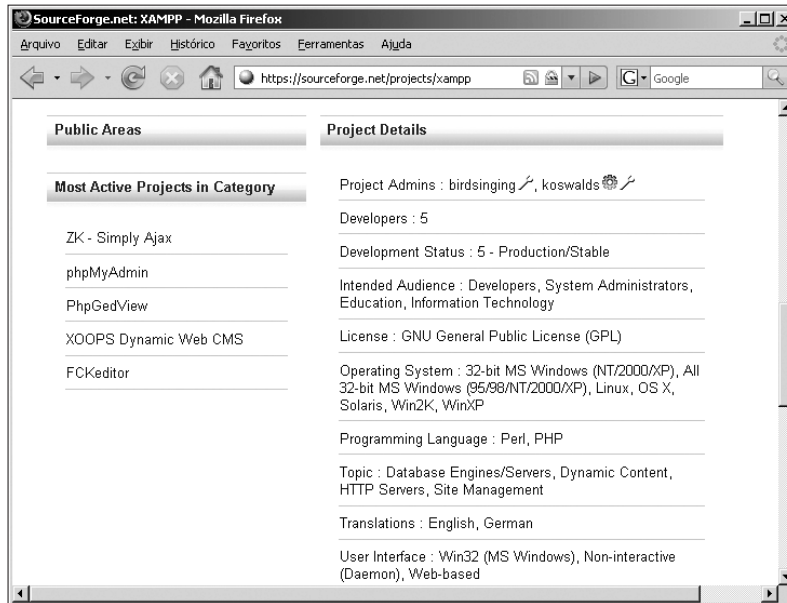 SourceForge.net: XAMPP - Mozilla Firefox
Arquivo Editar Exibir Histórico Favoritos Ferramentas Ajuda
https://sourceforge.net/projects/xampp
G Google
Public Areas
Most Active Projects in Category
ZK - Simply Ajax
phpMyAdmin
PhpGedView
XOOPS Dynamic Web CMS
FCKeditor
Project Details
Project Admins : birdsinging, koswalds
Developers : 5
Development Status : 5 - Production/Stable
Intended Audience : Developers, System Administrators,
Education, Information Technology
License : GNU General Public License (GPL)
Operating System : 32-bit MS Windows (NT/2000/XP), All
32-bit MS Windows (95/98/NT/2000/XP), Linux, OS X,
Solaris, Win2K, WinXP
Programming Language : Perl, PHP
Topic : Database Engines/Servers, Dynamic Content,
HTTP Servers, Site Management
Translations : English, German
User Interface : Win32 (MS Windows), Non-interactive
(Daemon), Web-based